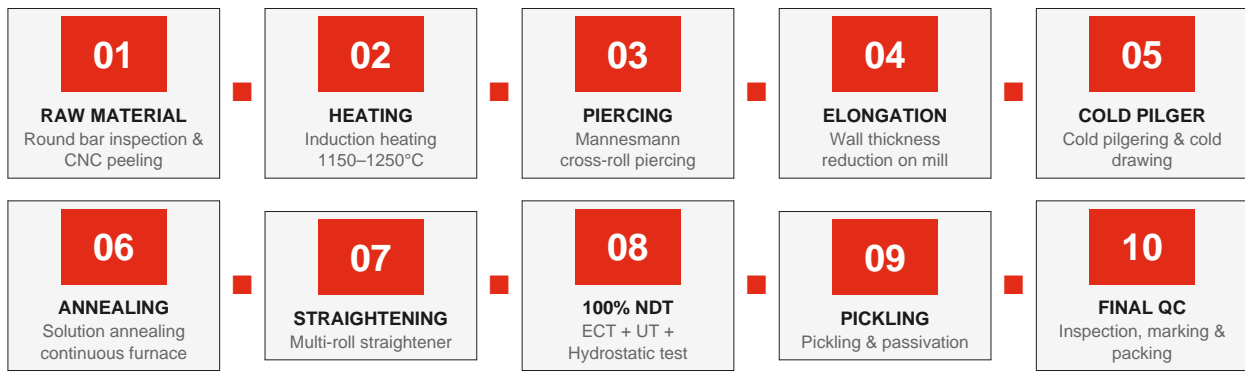 01
RAW MATERIAL
Round bar inspection &
CNC peeling
02
HEATING
Induction heating
1150–1250°C
03
PIERCING
Mannesmann
cross-roll piercing
04
ELONGATION
Wall thickness
reduction on mill
05
COLD PILGER
Cold pilgering & cold
drawing
06
ANNEALING
Solution annealing
continuous furnace
07
STRAIGHTENING
Multi-roll straightener
08
100% NDT
ECT + UT +
Hydrostatic test
09
PICKLING
Pickling & passivation
10
FINAL QC
Inspection, marking &
packing